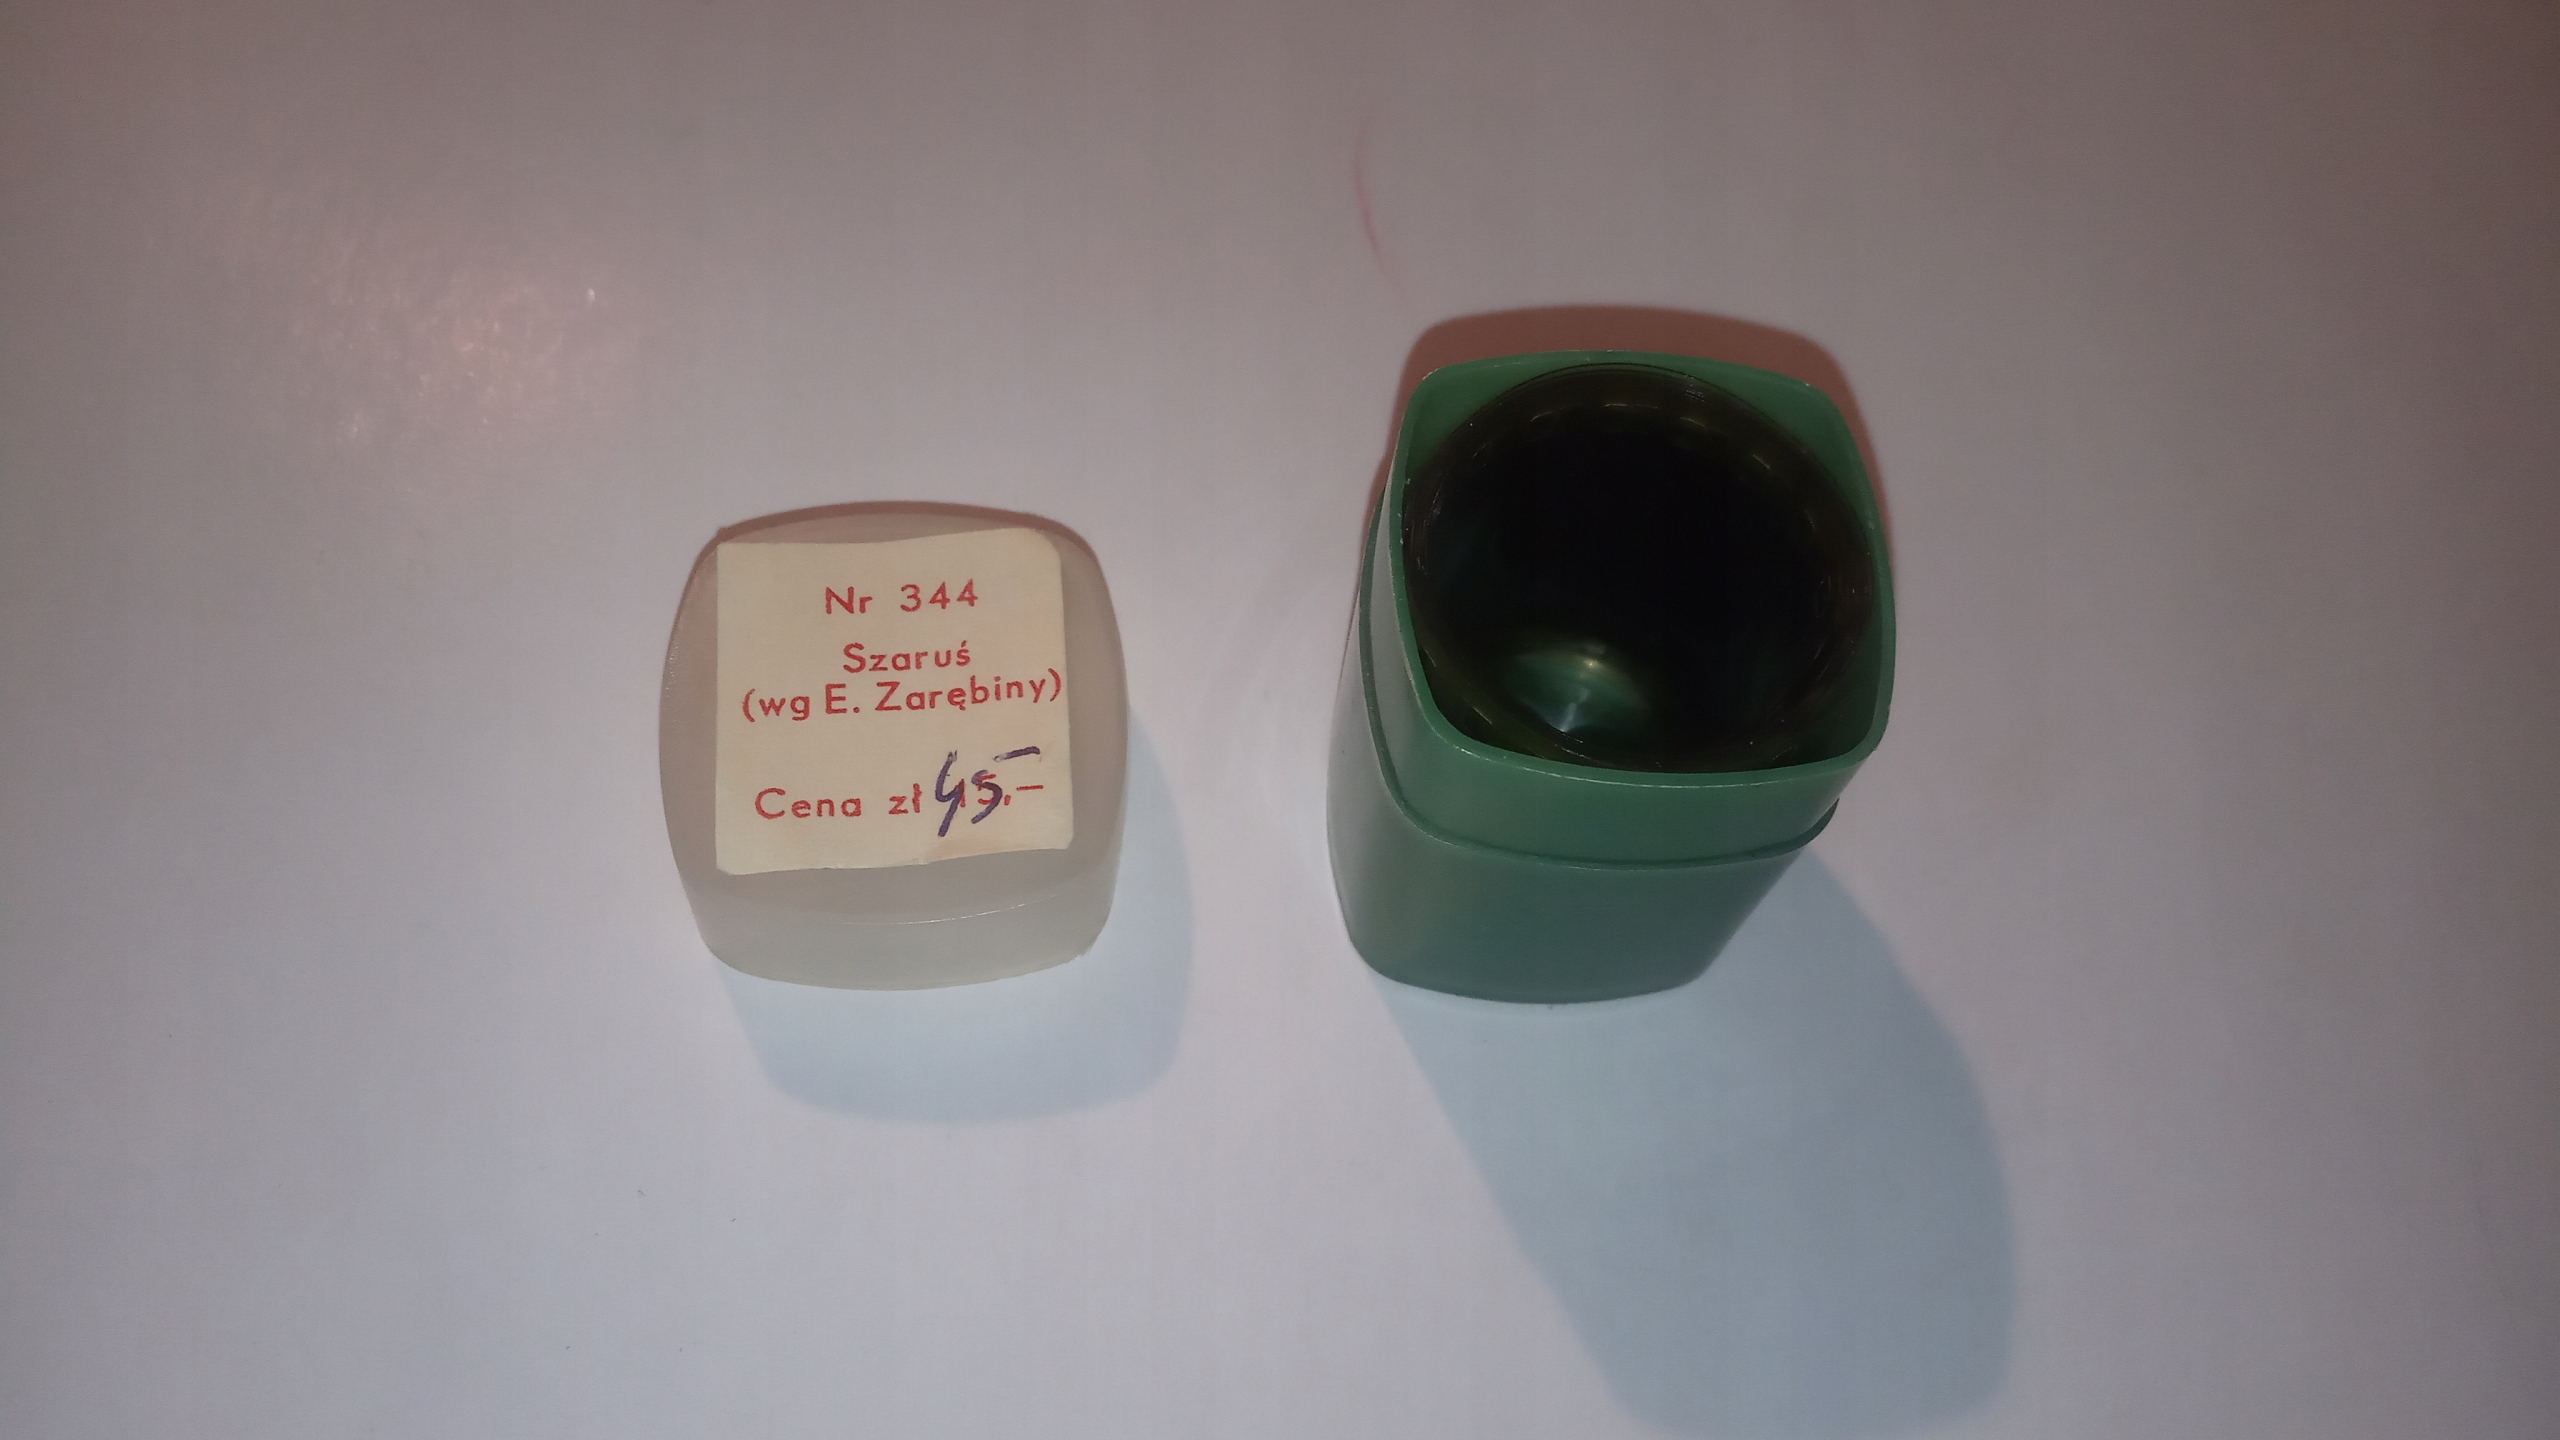 Nr 344
Szaruś
(wg E. Zarębiny)
Cena zł 45.–